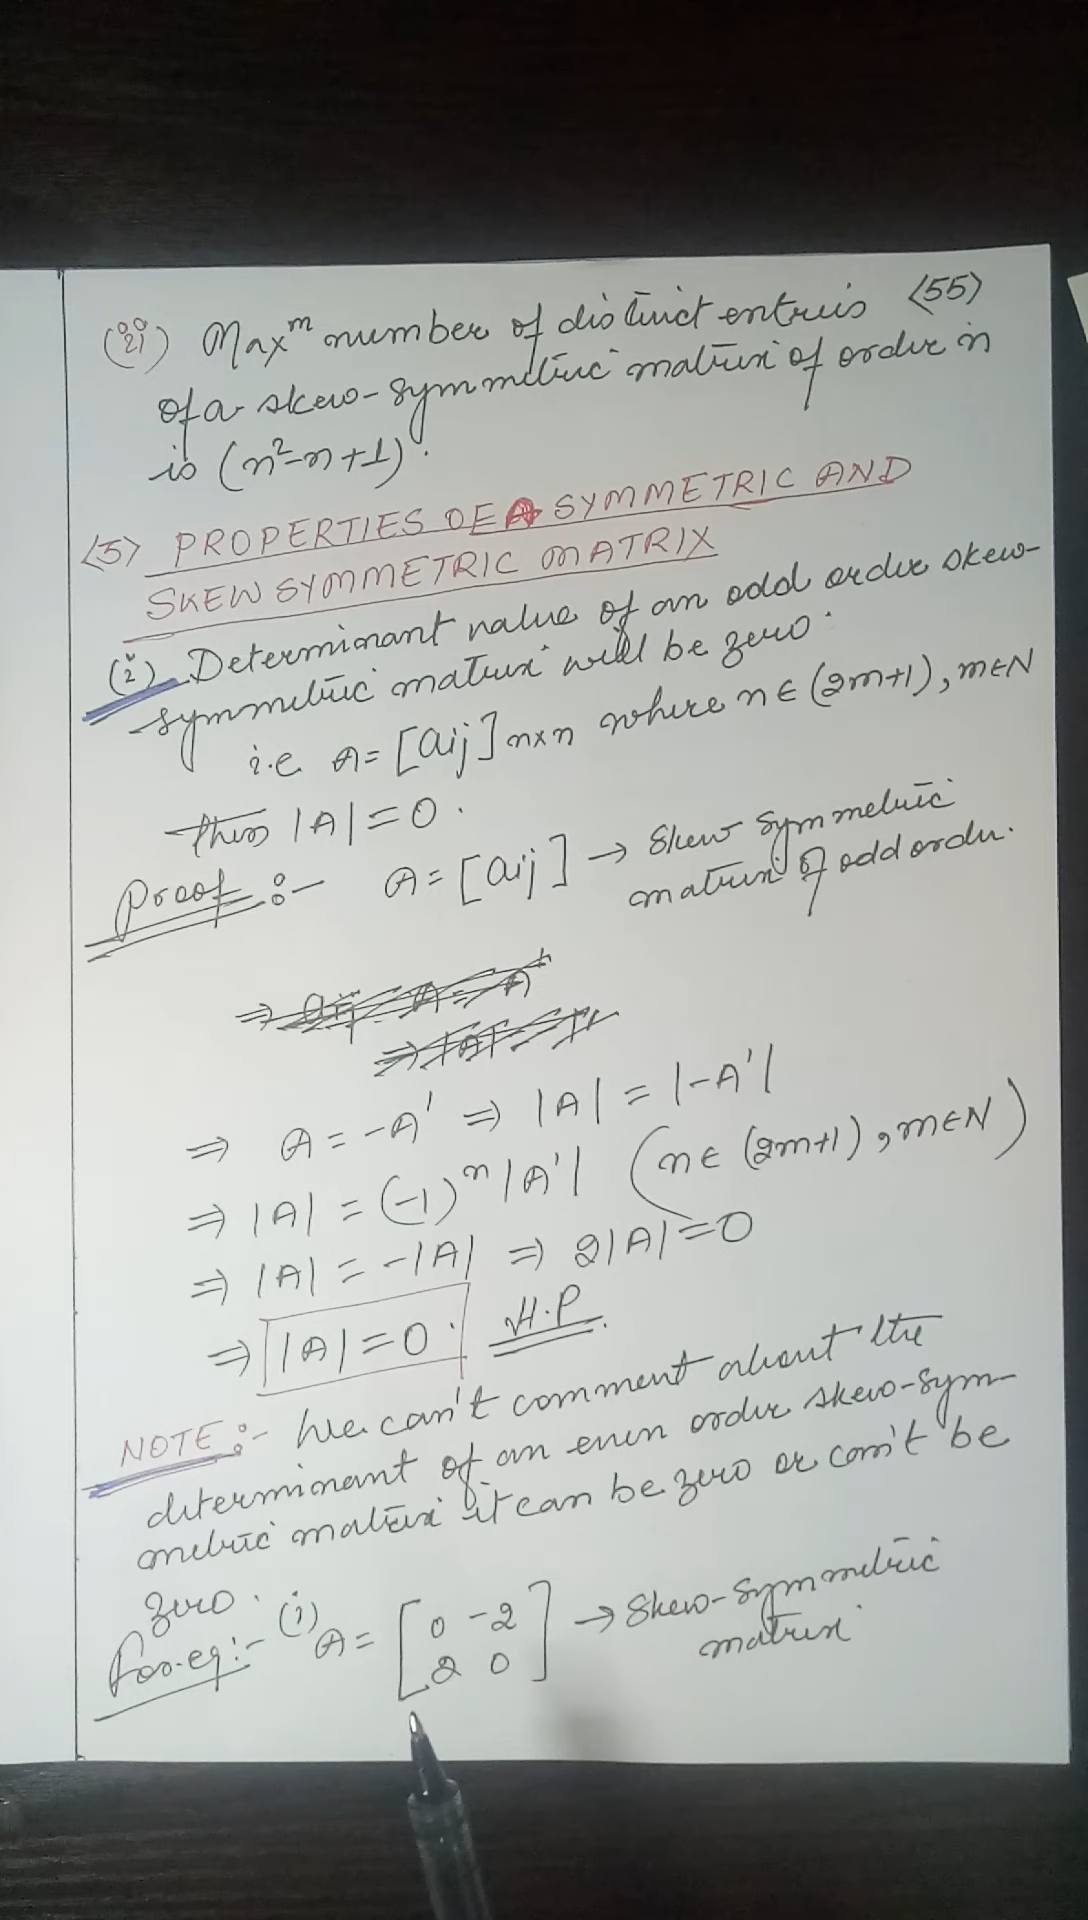 (ii) Max^m number of distinct entries <55>
of a skew-symmetric matrix of order n
is (n²-n+1).
<5> PROPERTIES OF SYMMETRIC AND
SKEW SYMMETRIC MATRIX
(i) Determinant value of an odd order skew-
symmetric matrix will be zero.
i.e A = [aij] n×n where n ∈ (2m+1), m∈N
then |A| = 0.
Proof :- A = [aij] → Skew Symmetric
matrix of odd order.
⇒ A = -A' ⇒ |A| = |-A'|
⇒ |A| = (-1)^n |A'| (n ∈ (2m+1), m∈N)
⇒ |A| = -|A| ⇒ 2|A| = 0
⇒ |A| = 0. H.P.
NOTE :- We can't comment about the
determinant of an even order skew-sym-
metric matrix it can be zero or can't be
zero.
For eg:- (i) A = [0 -2 → Skew-Symmetric
2 0] matrix